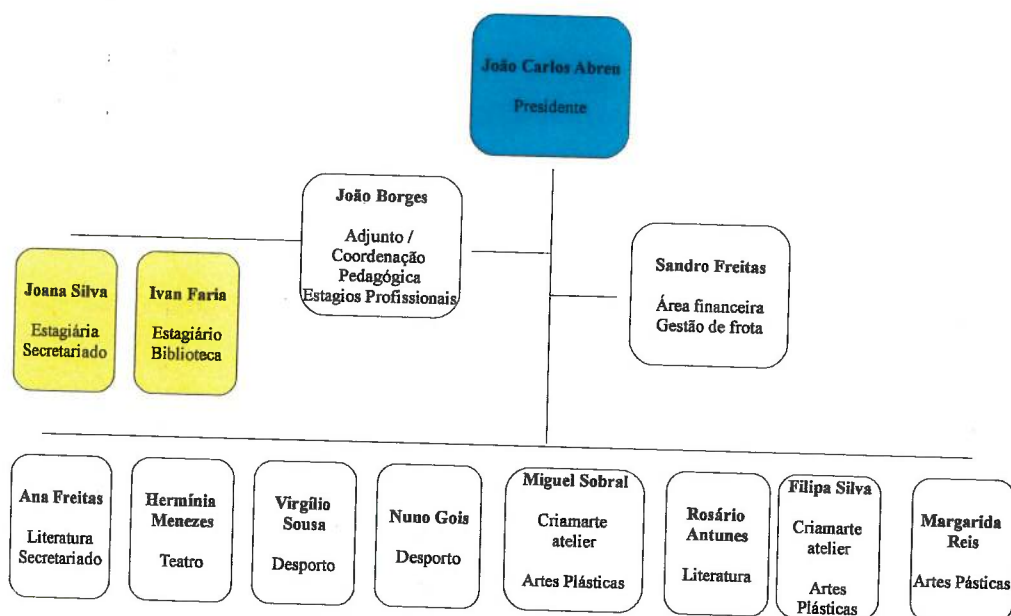 João Carlos Abreu
Presidente
João Borges
Adjunto /
Coordenação
Pedagógica
Estagios Profissionais
Sandro Freitas
Área financeira
Gestão de frota
Joana Silva
Estagiária
Secretariado
Ivan Faria
Estagiário
Biblioteca
Ana Freitas
Literatura
Secretariado
Hermínia
Menezes
Teatro
Virgílio
Sousa
Desporto
Nuno Gois
Desporto
Miguel Sobral
Criamarte
atelier
Artes Plásticas
Rosário
Antunes
Literatura
Filipa Silva
Criamarte
atelier
Artes
Plásticas
Margarida
Reis
Artes Pásticas